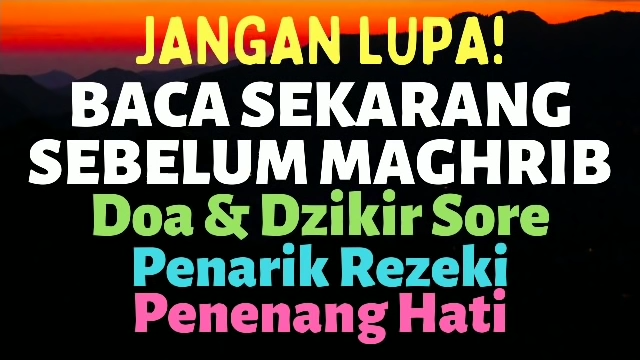 JANGAN LUPA!
BACA SEKARANG
SEBELUM MAGHRIB
Doa & Dzikir Sore
Penarik Rezeki
Penenang Hati